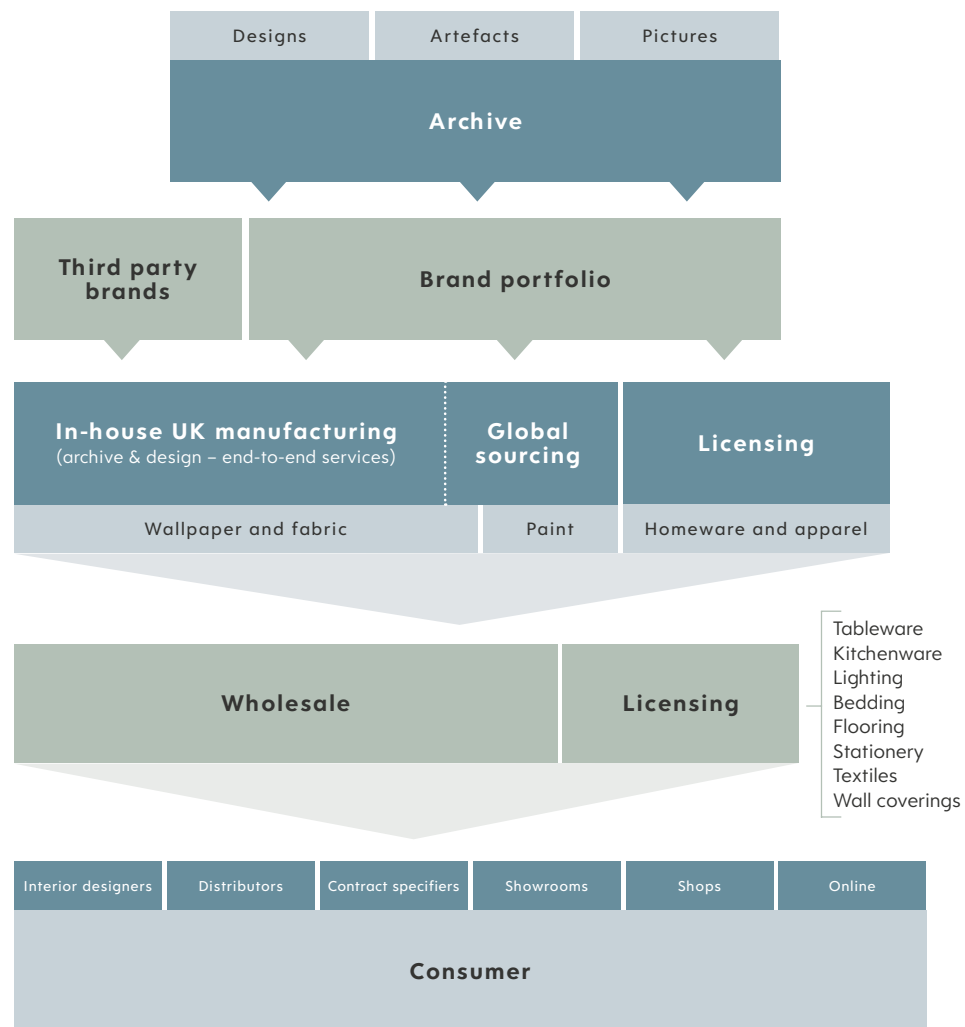 Designs
Artefacts
Pictures
Archive
Third party
brands
Brand portfolio
In-house UK manufacturing
(archive & design – end-to-end services)
Global
sourcing
Licensing
Wallpaper and fabric
Paint
Homeware and apparel
Wholesale
Licensing
Tableware
Kitchenware
Lighting
Bedding
Flooring
Stationery
Textiles
Wall coverings
Interior designers
Distributors
Contract specifiers
Showrooms
Shops
Online
Consumer